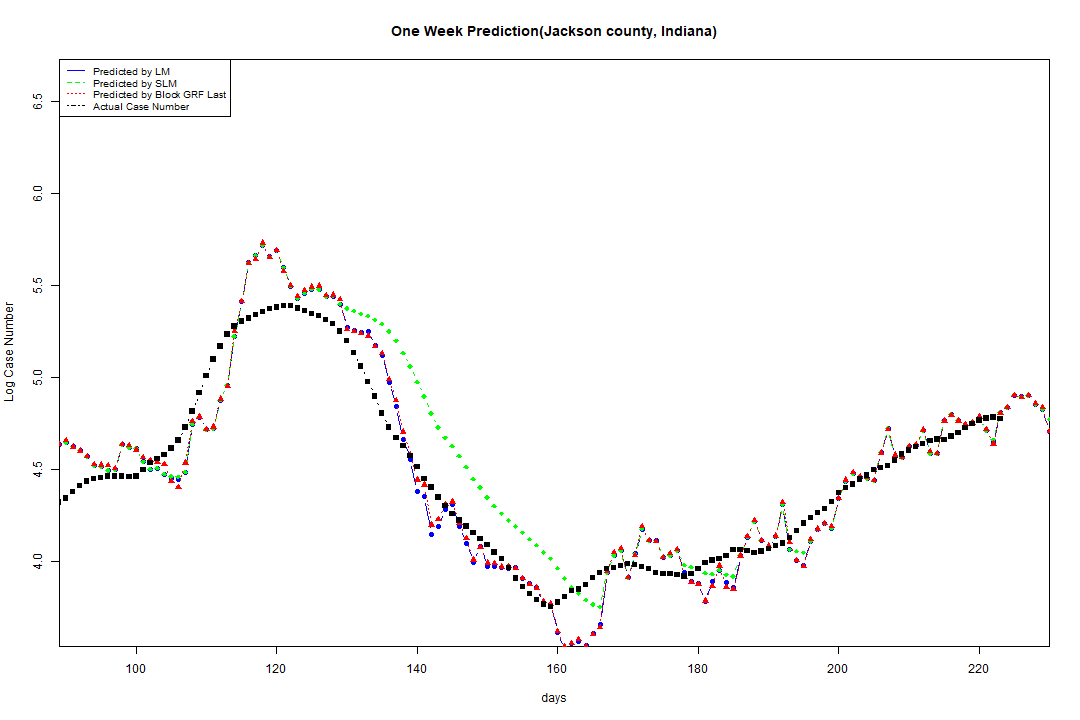 One Week Prediction(Jackson county, Indiana)
Predicted by LM
Predicted by SLM
Predicted by Block GRF Last
Actual Case Number
6.5
6.0
5.5
5.0
4.5
4.0
Log Case Number
100 120 140 160 180 200 220
days